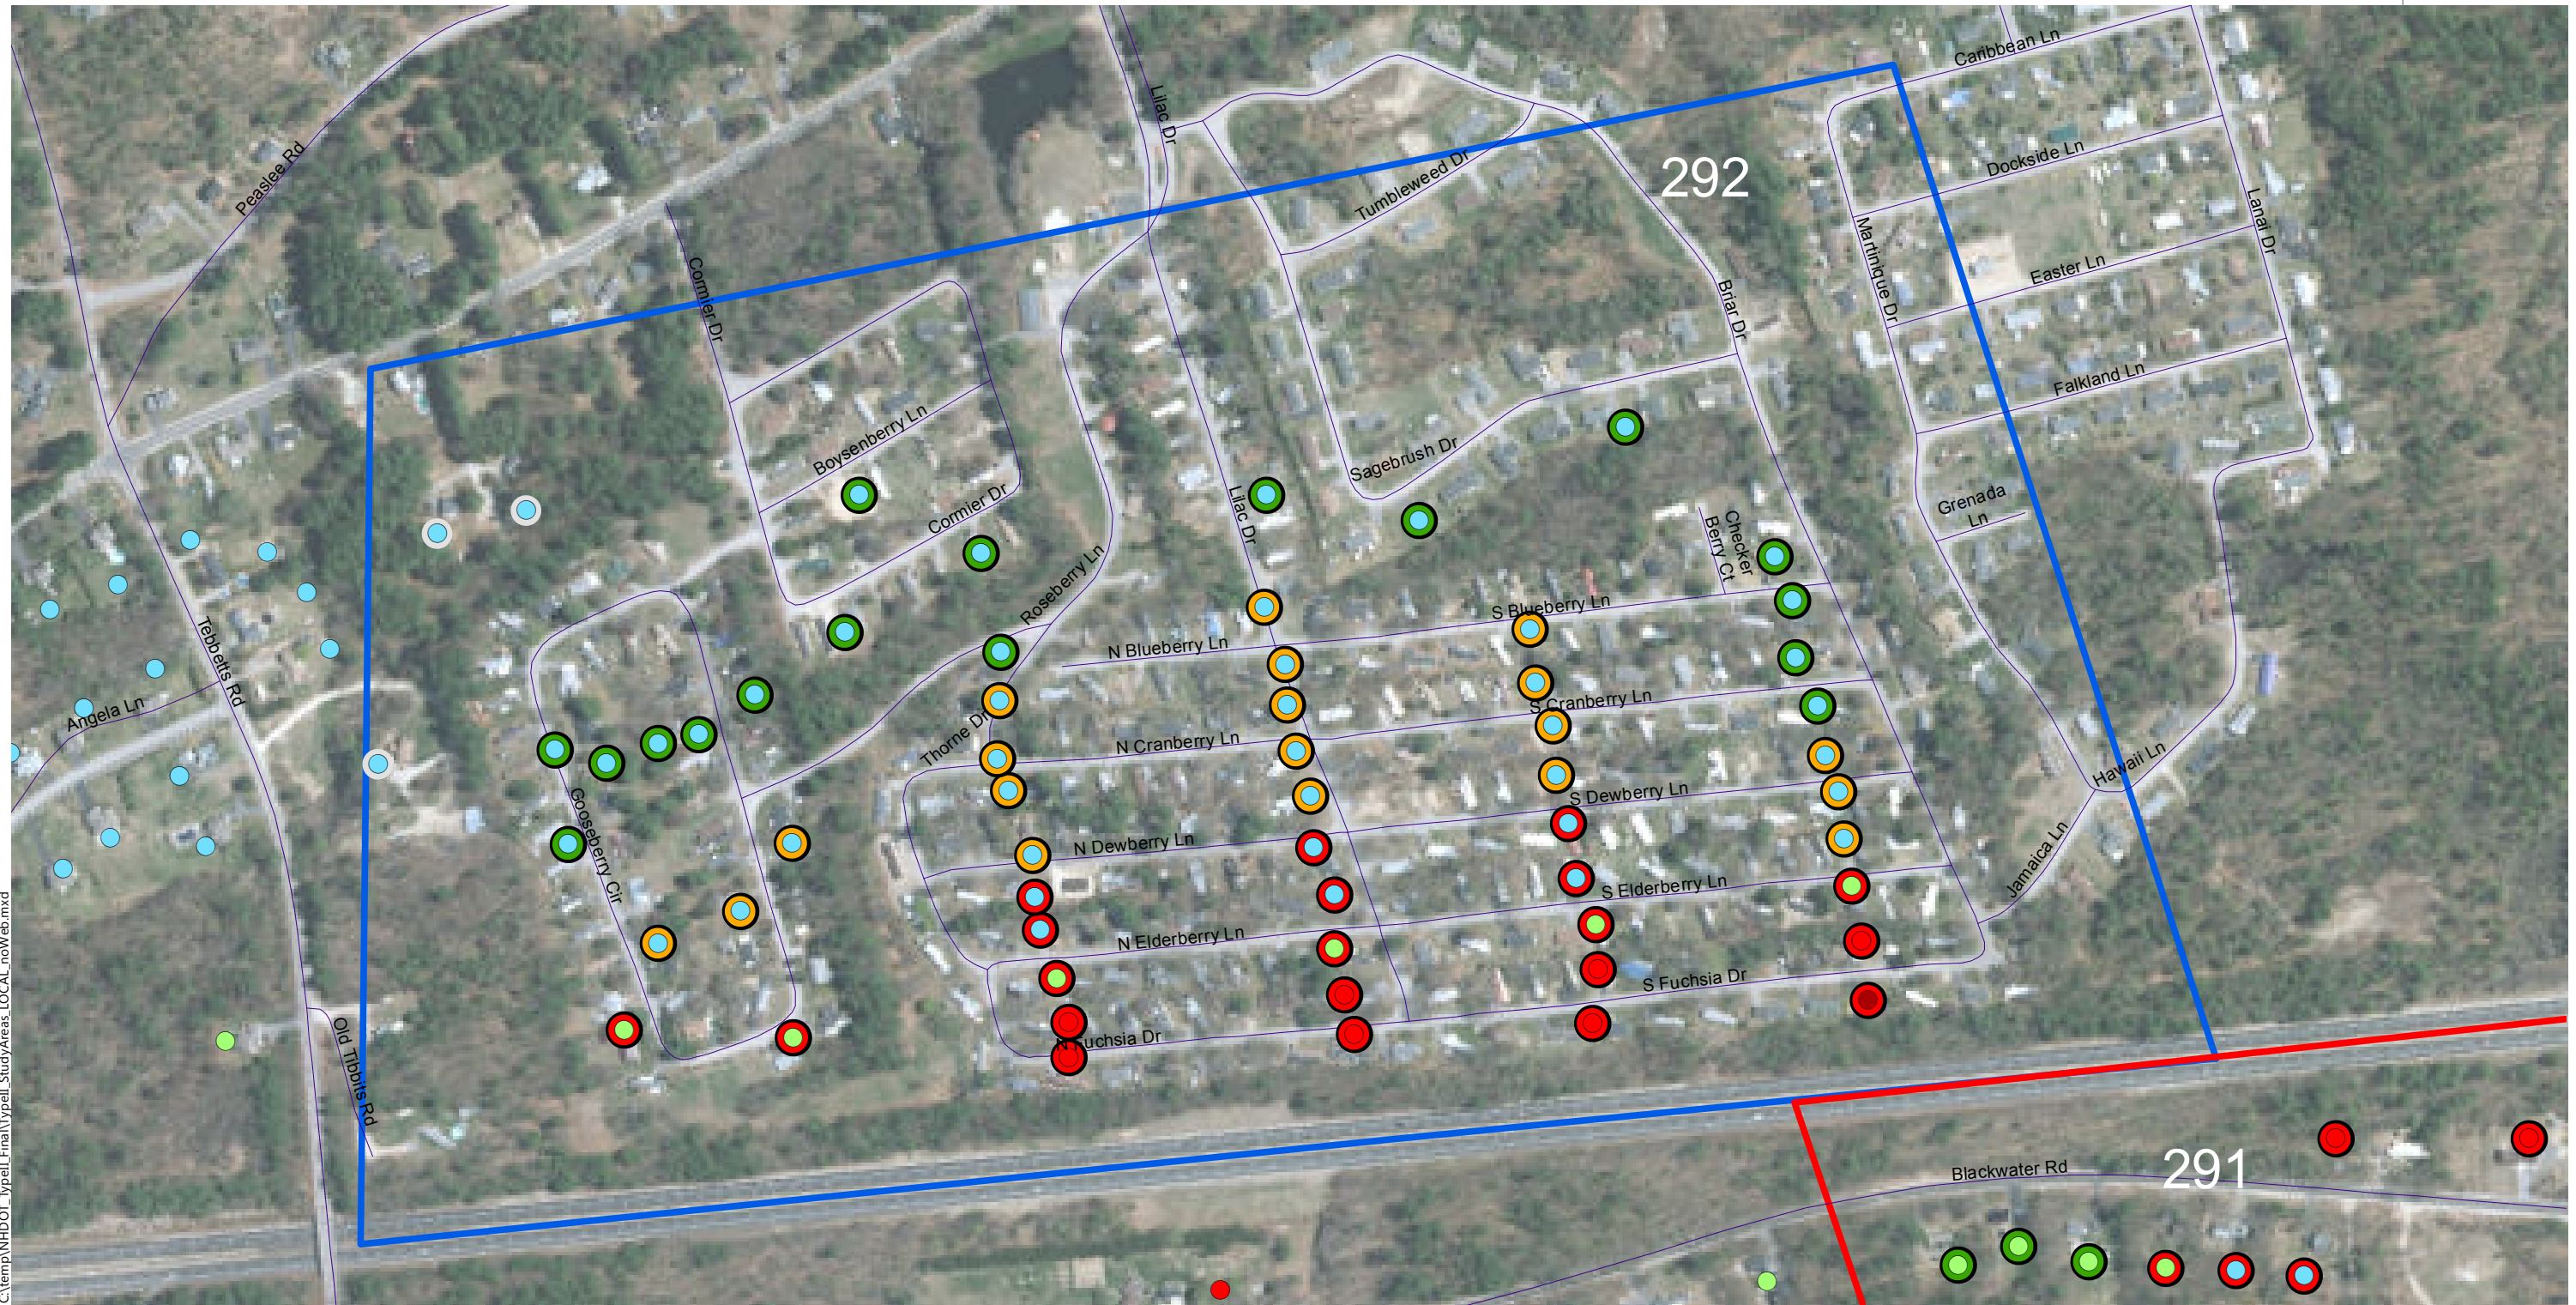 Caribbean Ln
Lilac Dr
Peaslee Rd
Dockside Ln
Tumbleweed Dr
292
Lanai Dr
Martinique Dr
Easter Ln
Cormier Dr
Briar Dr
Falkland Ln
Boysenberry Ln
Sagebrush Dr
Cormier Dr
Lilac Dr
Grenada
Ln
Checker
Berry Ct
Roseberry Ln
S Blueberry Ln
N Blueberry Ln
Tebbetts Rd
S Cranberry Ln
Angela Ln
Thorne Dr
N Cranberry Ln
Hawaii Ln
S Dewberry Ln
Gooseberry Cir
N Dewberry Ln
Jamaica Ln
S Elderberry Ln
N Elderberry Ln
S Fuchsia Dr
N Fuchsia Dr
Old Tibbits Rd
Blackwater Rd
291
C:\temp\NHDOT_TypeII_Final\TypeII_StudyAreas_LOCAL_noWeb.mxd